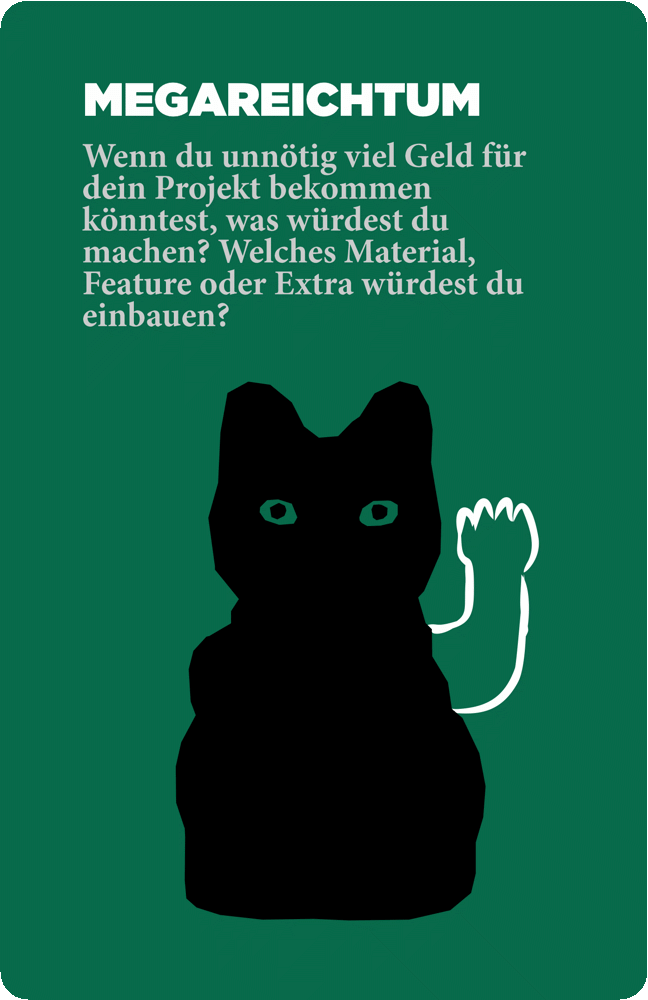 MEGAREICHTUM
Wenn du unnötig viel Geld für
dein Projekt bekommen
könntest, was würdest du
machen? Welches Material,
Feature oder Extra würdest du
einbauen?